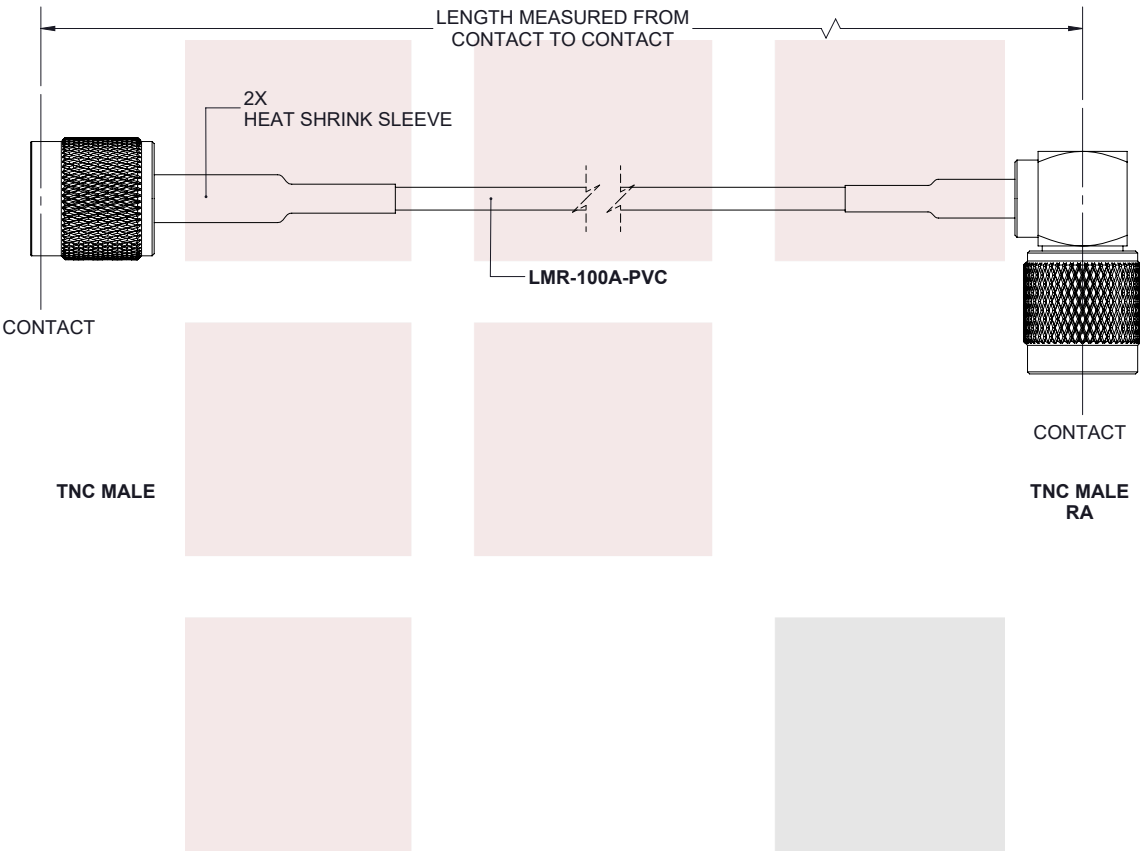 LENGTH MEASURED FROM
CONTACT TO CONTACT
2X
HEAT SHRINK SLEEVE
LMR-100A-PVC
CONTACT
CONTACT
TNC MALE
TNC MALE
RA